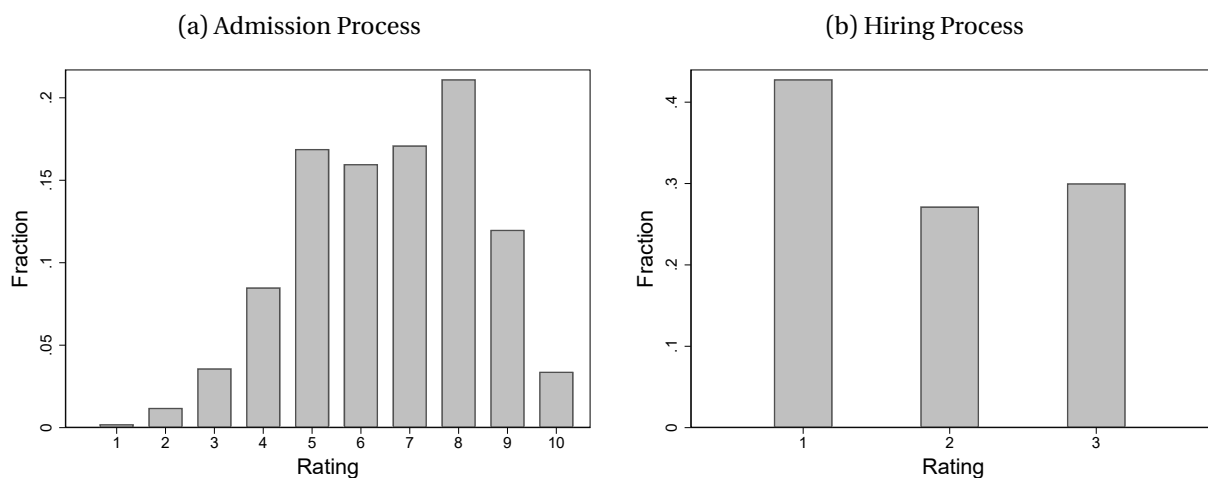 (a) Admission Process
.2
.15
.1
.05
0
Fraction
1 2 3 4 5 6 7 8 9 10
Rating
(b) Hiring Process
.4
.3
.2
.1
0
Fraction
1 2 3
Rating